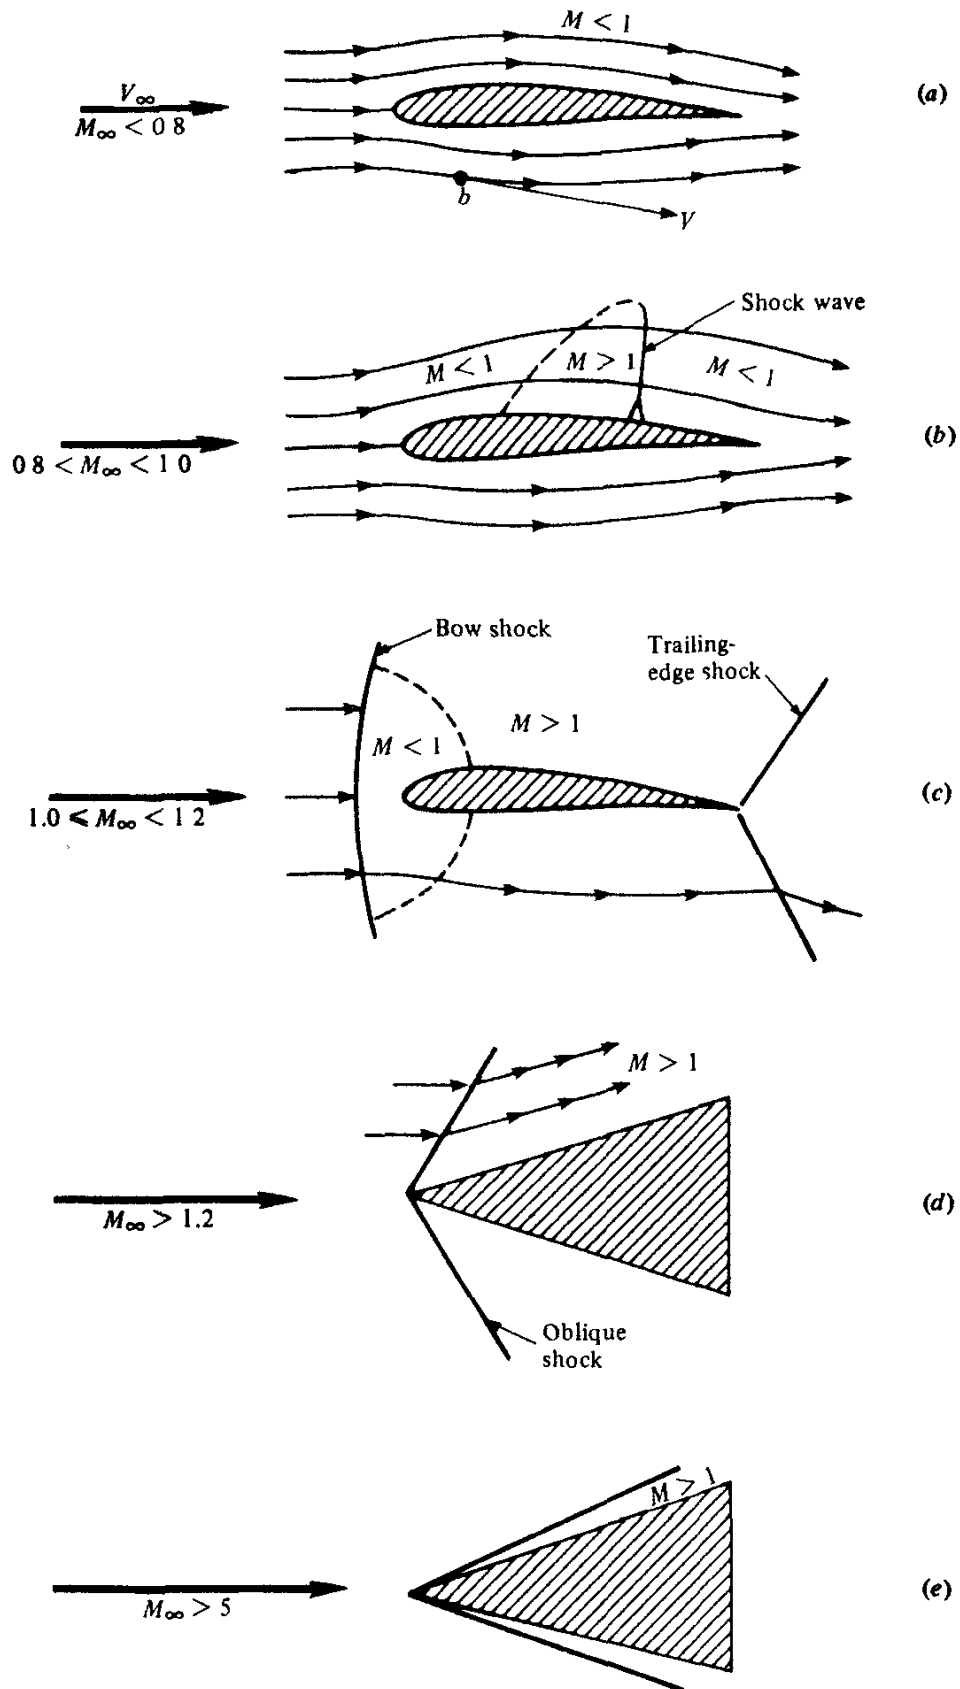 M < 1
V∞
M∞ < 0 8
(a)
b
V
Shock wave
M < 1
M > 1
M < 1
(b)
0 8 < M∞ < 1 0
Bow shock
Trailing-
edge shock
M > 1
M < 1
(c)
1.0 ⩽ M∞ < 1 2
M > 1
(d)
M∞ > 1.2
Oblique
shock
M > 1
(e)
M∞ > 5